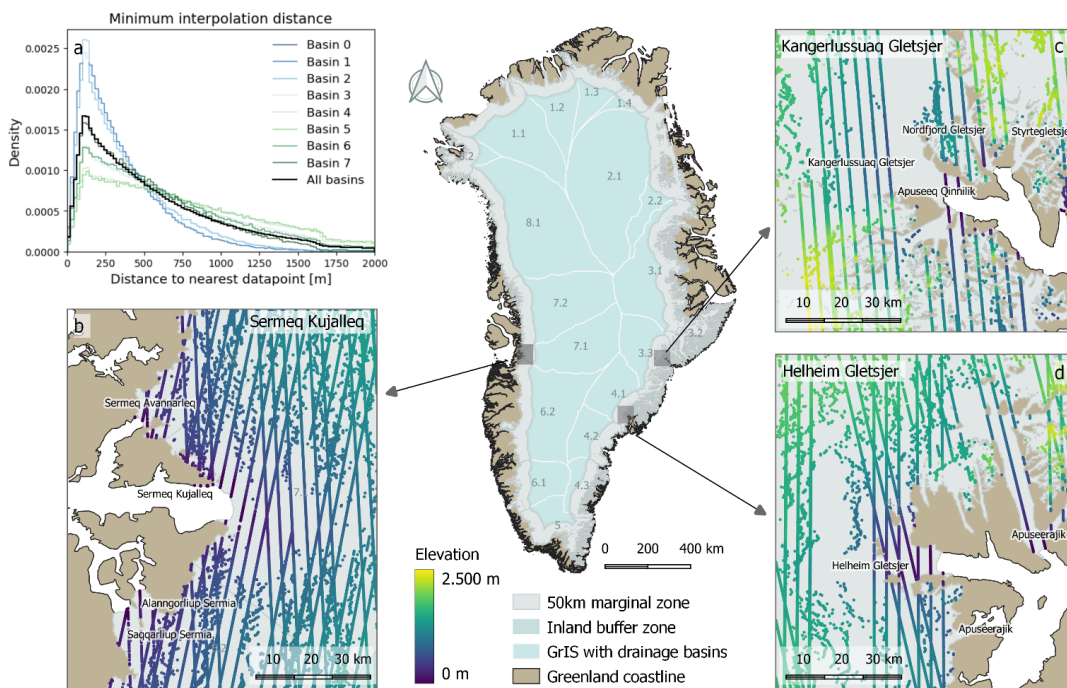 Minimum interpolation distance
a
0.0025
0.0020
0.0015
0.0010
0.0005
0.0000
Density
0
250
500
750
1000
1250
1500
1750
2000
Distance to nearest datapoint [m]
Basin 0
Basin 1
Basin 2
Basin 3
Basin 4
Basin 5
Basin 6
Basin 7
All basins
b
Sermeq Kujalleq
Sermeq Avannarleq
Sermeq Kujalleq
Alanngorliup Sermia
Saqqarliup Sermia
10 20 30 km
1.3
1.2
1.4
1.1
2.1
2.2
8.1
3.1
7.2
3.2
7.1
3.3
4.1
6.2
4.2
6.1
4.3
5
0 200 400 km
Elevation
2.500 m
0 m
50km marginal zone
Inland buffer zone
GrIS with drainage basins
Greenland coastline
Kangerlussuaq Gletsjer
c
Nordfjord Gletsjer
Styrtegletsje
Kangerlussuaq Gletsjer
Apuseeq Qinnilik
10 20 30 km
Helheim Gletsjer
d
Apuseerajik
Helheim Gletsjer
Apuseerajik
10 20 30 km